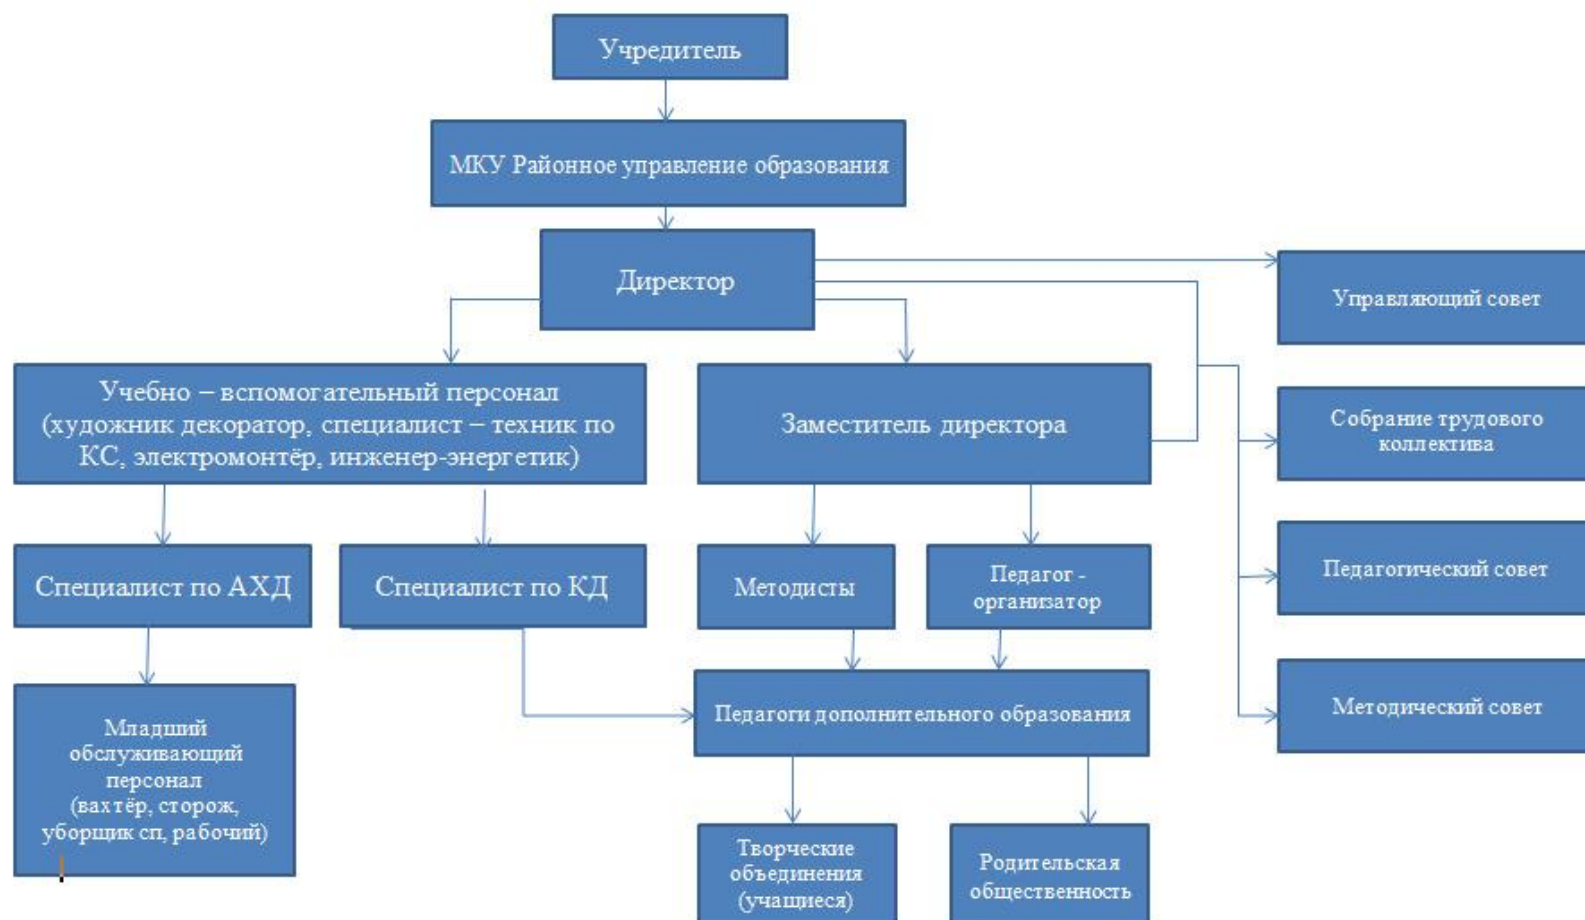 Учредитель
МКУ Районное управление образования
Директор
Управляющий совет
Учебно – вспомогательный персонал
(художник декоратор, специалист – техник по
КС, электромонтёр, инженер-энергетик)
Заместитель директора
Собрание трудового
коллектива
Специалист по АХД
Специалист по КД
Методисты
Педагог -
организатор
Педагогический совет
Младший
обслуживающий
персонал
(вахтёр, сторож,
уборщик сп, рабочий)
Педагоги дополнительного образования
Методический совет
Творческие
объединения
(учащиеся)
Родительская
общественность